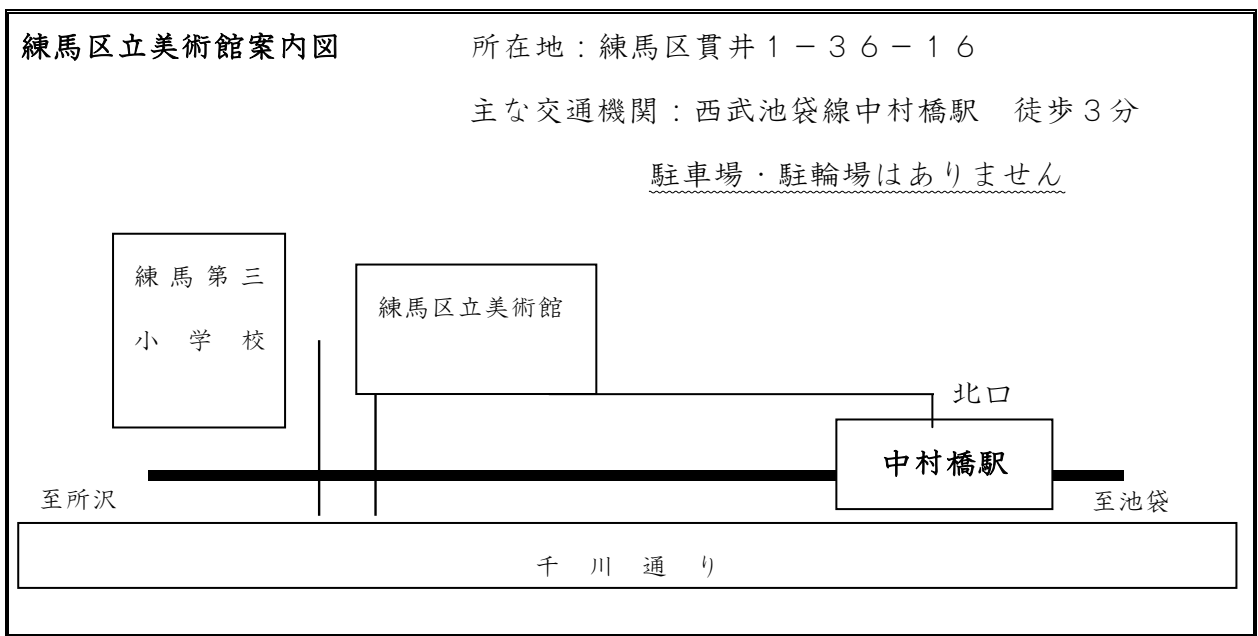 練馬区立美術館案内図
所在地：練馬区貫井１－３６－１６
主な交通機関：西武池袋線中村橋駅　徒歩３分
駐車場・駐輪場はありません
練馬第三
小学校
練馬区立美術館
北口
中村橋駅
至所沢
至池袋
千川通り